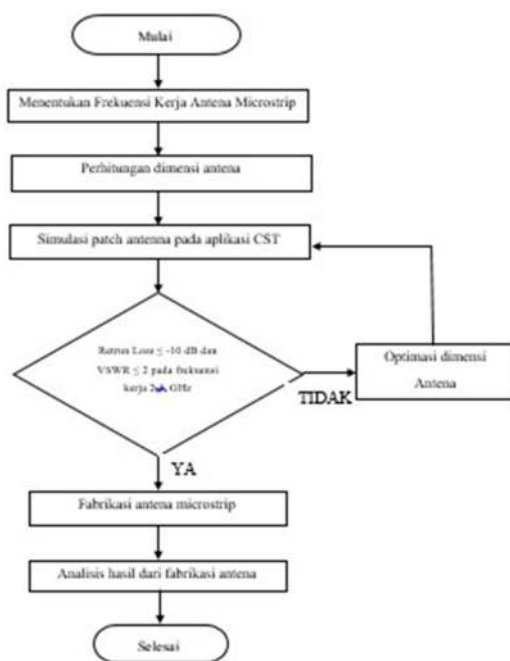 Mulai
Menentukan Frekuensi Kerja Antena Microstrip
Perhitungan dimensi antena
Simulasi patch antenna pada aplikasi CST
Retrun Loss ≤ -10 dB dan
VSWR ≤ 2 pada frekuensi
kerja GHz
TIDAK
Optimasi dimensi
Antena
YA
Fabrikasi antena microstrip
Analisis hasil dari fabrikasi antena
Selesai